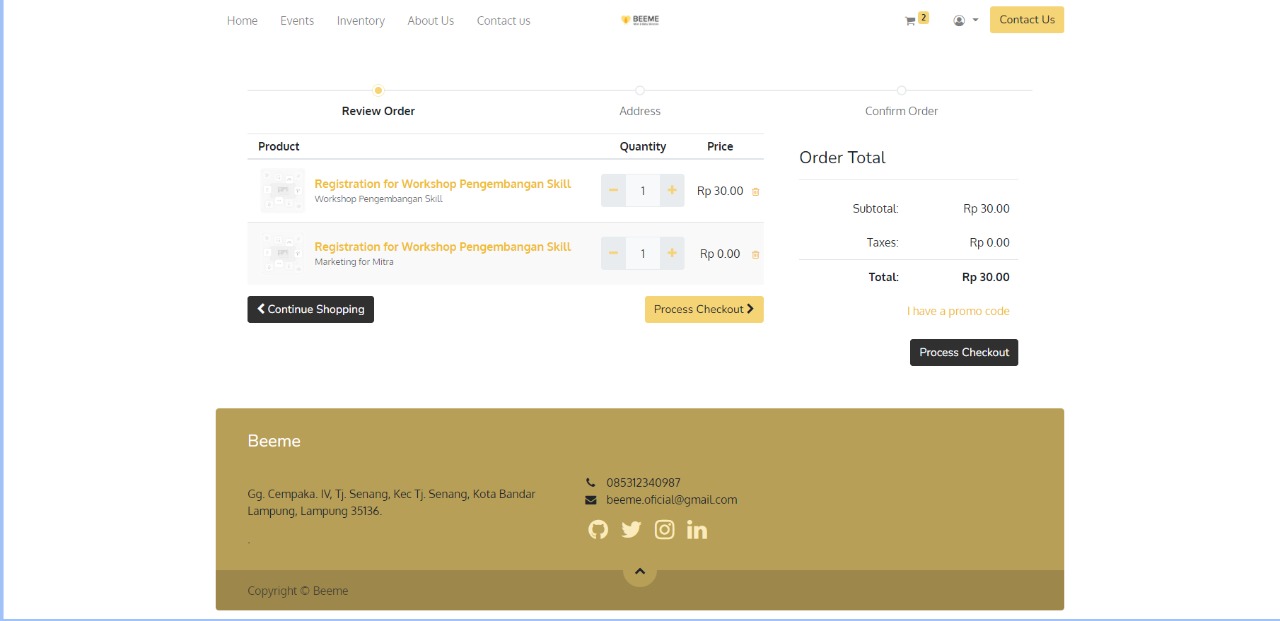 Home Events Inventory About Us Contact us BEEME 2 Contact Us
Review Order Address Confirm Order
Product Quantity Price
Registration for Workshop Pengembangan Skill
Workshop Pengembangan Skill
1 Rp 30.00
Registration for Workshop Pengembangan Skill
Marketing for Mitra
1 Rp 0.00
Continue Shopping Process Checkout
Order Total
Subtotal: Rp 30.00
Taxes: Rp 0.00
Total: Rp 30.00
I have a promo code
Process Checkout
Beeme
Gg. Cempaka. IV, Tj. Senang, Kec Tj. Senang, Kota Bandar
Lampung, Lampung 35136.
.
085312340987
beeme.oficial@gmail.com
Copyright © Beeme